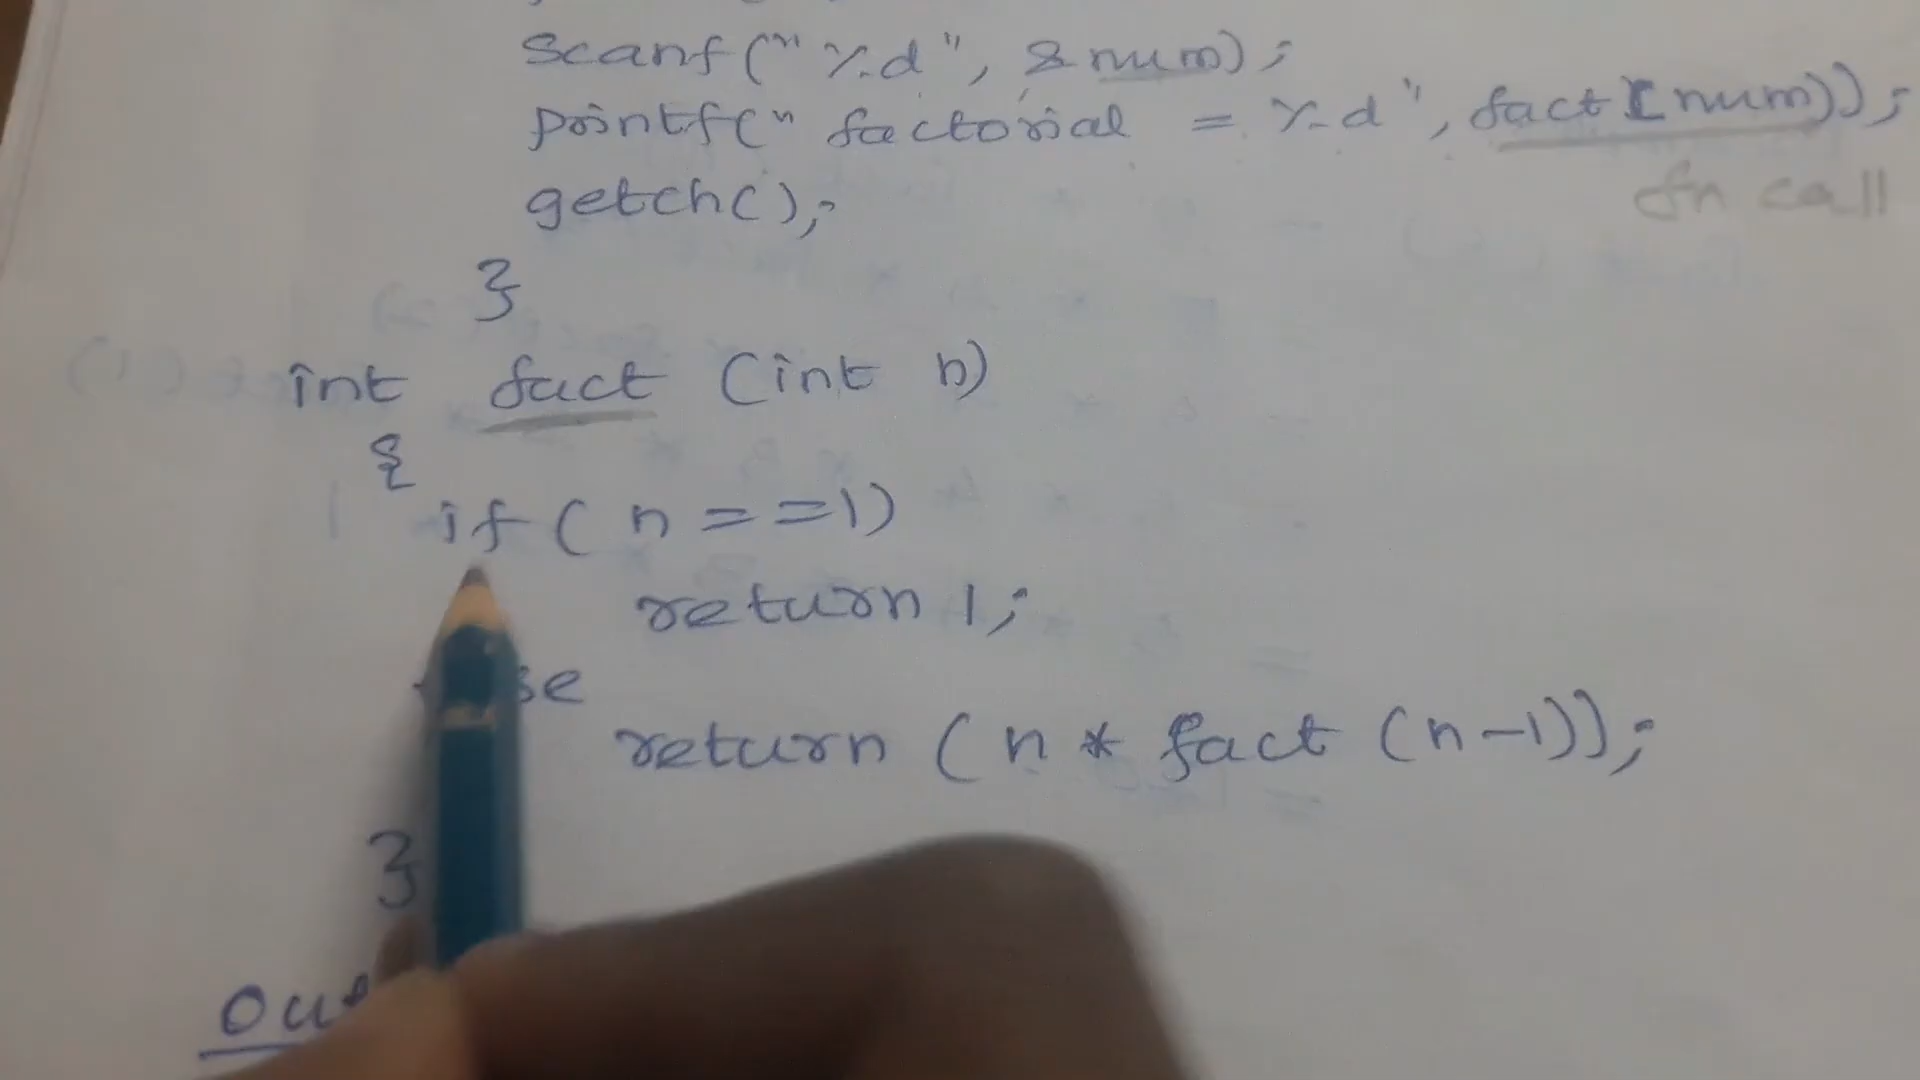 scanf("%d", &num);
printf("factorial = %d", fact(num));
fn call
getch();
}
int fact (int n)
{
if( n ==1)
return 1;
return (n * fact (n-1));
}